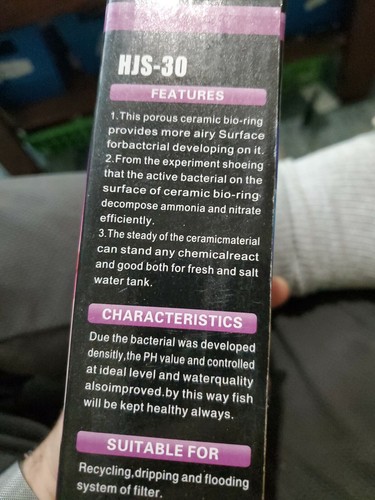 HJS-30
FEATURES
1.This porous ceramic bio-ring
provides more airy Surface
forbactcrial developing on it.
2.From the experiment shoeing
that the active bacterial on the
surface of ceramic bio-ring
decompose ammonia and nitrate
efficiently.
3.The steady of the ceramicmaterial
can stand any chemicalreact
and good both for fresh and salt
water tank.
CHARACTERISTICS
Due the bacterial was developed
densitly,the PH value and controlled
at ideal level and waterquality
alsoimproved.by this way fish
will be kept healthy always.
SUITABLE FOR
Recycling,dripping and flooding
system of filter.